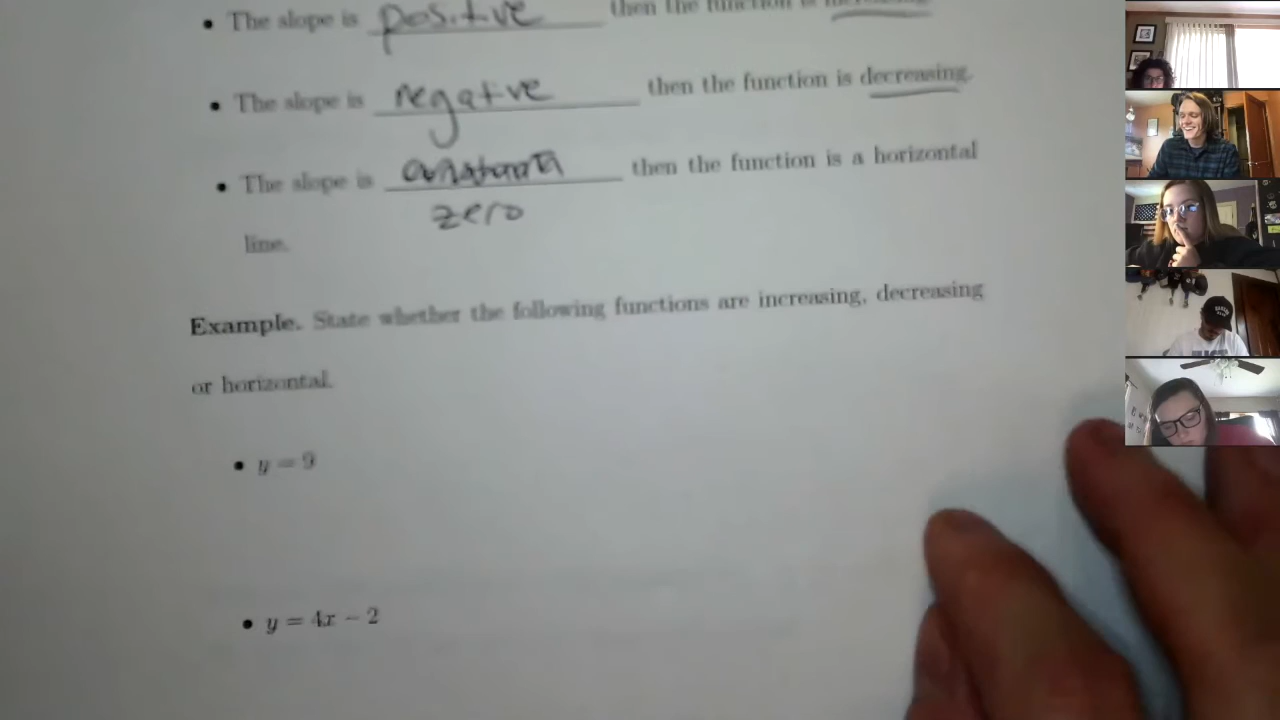 • The slope is positive then the function is increasing
• The slope is negative then the function is decreasing.
• The slope is then the function is a horizontal
zero
line.
Example. State whether the following functions are increasing, decreasing
or horizontal.
• y = 9
• y = 4x − 2